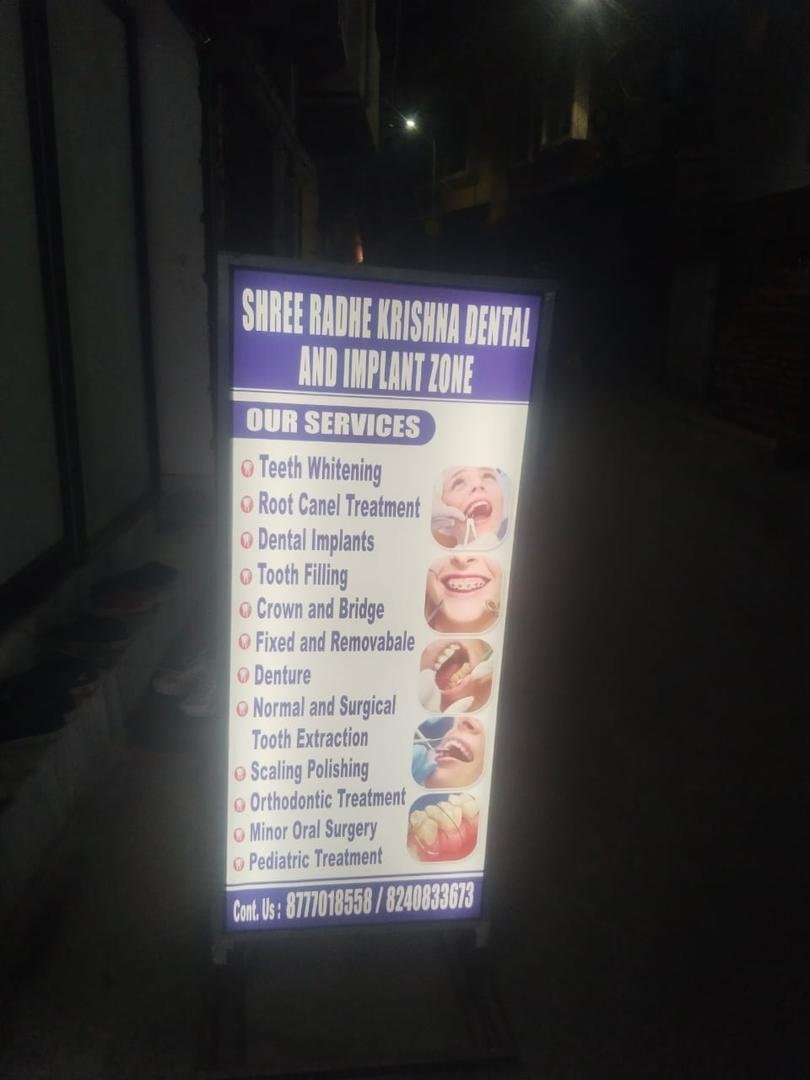 SHREE RADHE KRISHNA DENTAL
AND IMPLANT ZONE
OUR SERVICES
Teeth Whitening
Root Canel Treatment
Dental Implants
Tooth Filling
Crown and Bridge
Fixed and Removabale
Denture
Normal and Surgical
Tooth Extraction
Scaling Polishing
Orthodontic Treatment
Minor Oral Surgery
Pediatric Treatment
Cont. Us : 8777018558 / 8240833673